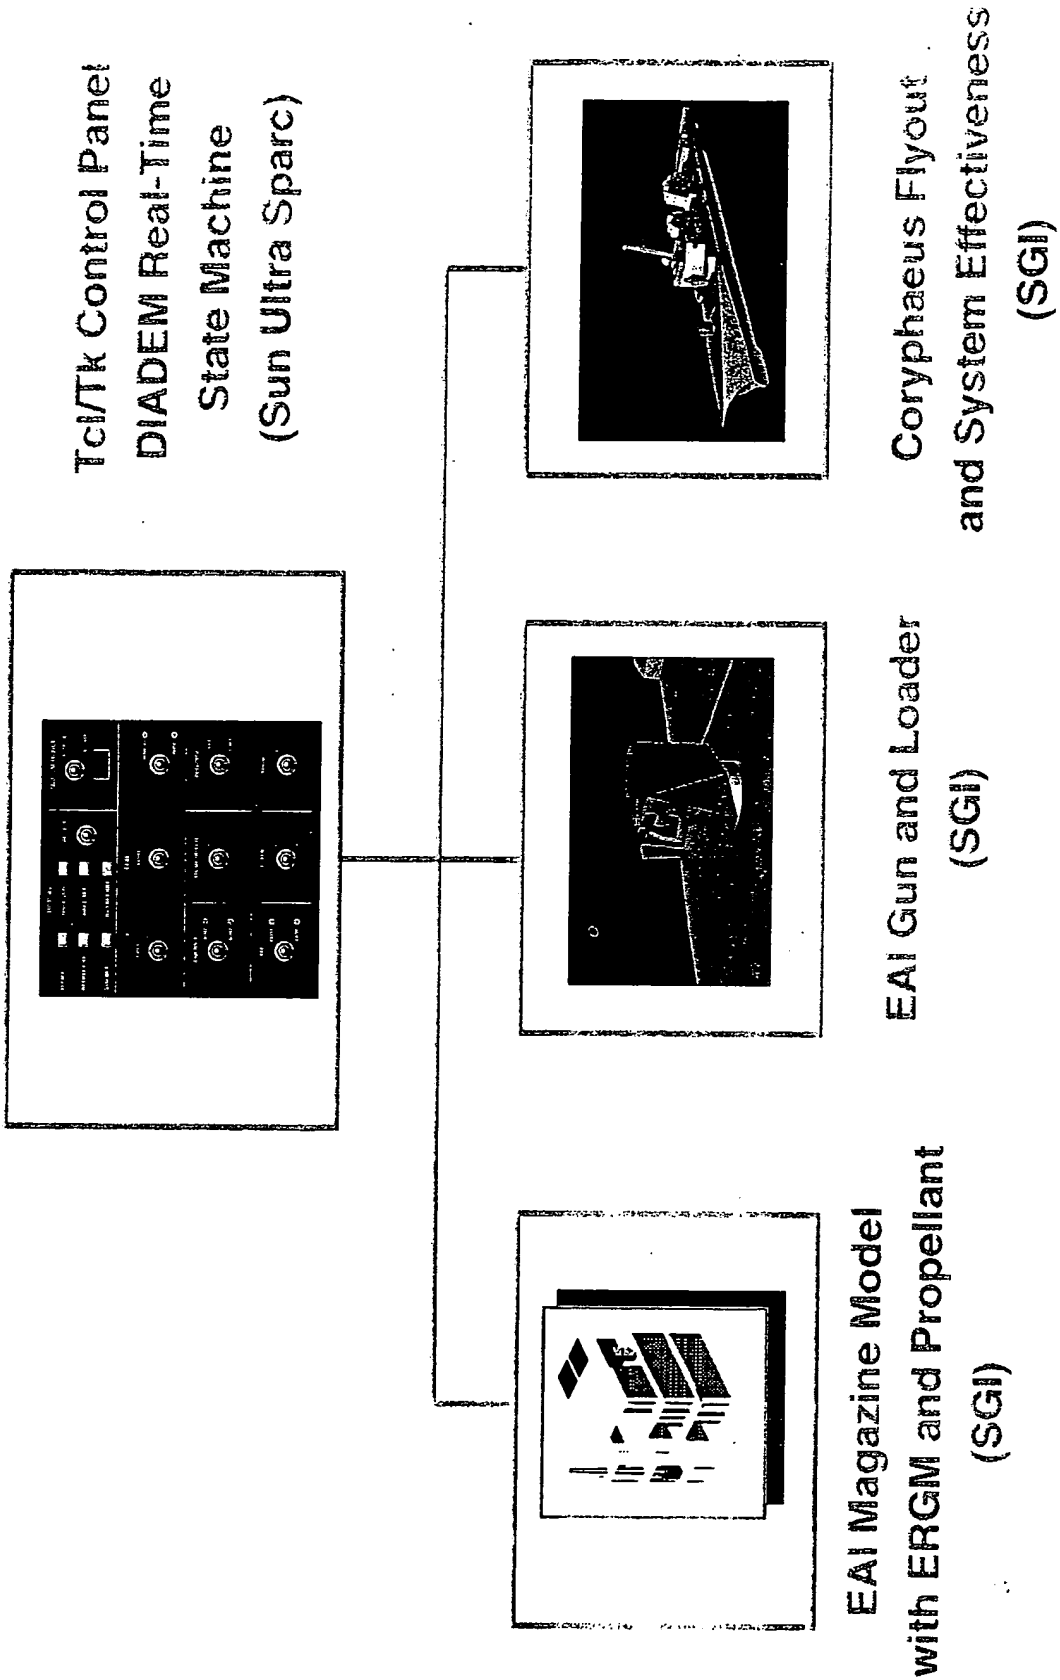 Tcl/Tk Control Panel
DIADEM Real-Time
State Machine
(Sun Ultra Sparc)
EAI Magazine Model
with ERGM and Propellant
(SGI)
EAI Gun and Loader
(SGI)
Coryphaeus Flyout
and System Effectiveness
(SGI)